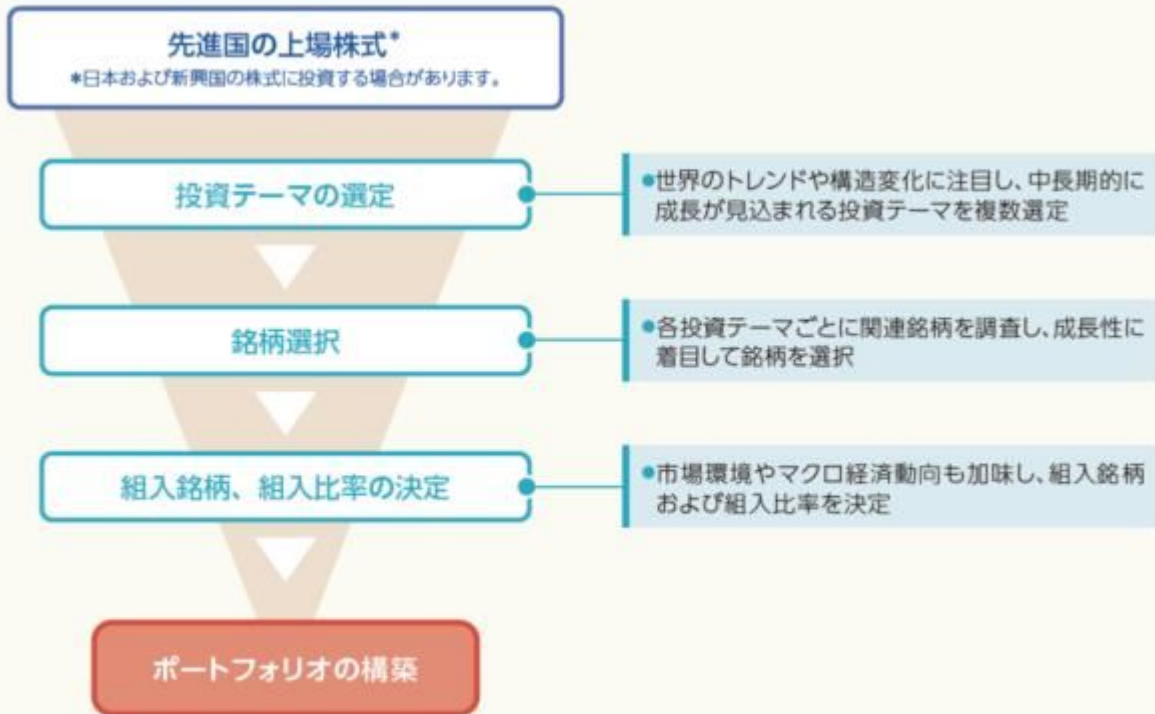 先進国の上場株式*
*日本および新興国の株式に投資する場合があります。
投資テーマの選定
●世界のトレンドや構造変化に注目し、中長期的に
成長が見込まれる投資テーマを複数選定
銘柄選択
●各投資テーマごとに関連銘柄を調査し、成長性に
着目して銘柄を選択
組入銘柄、組入比率の決定
●市場環境やマクロ経済動向も加味し、組入銘柄
および組入比率を決定
ポートフォリオの構築